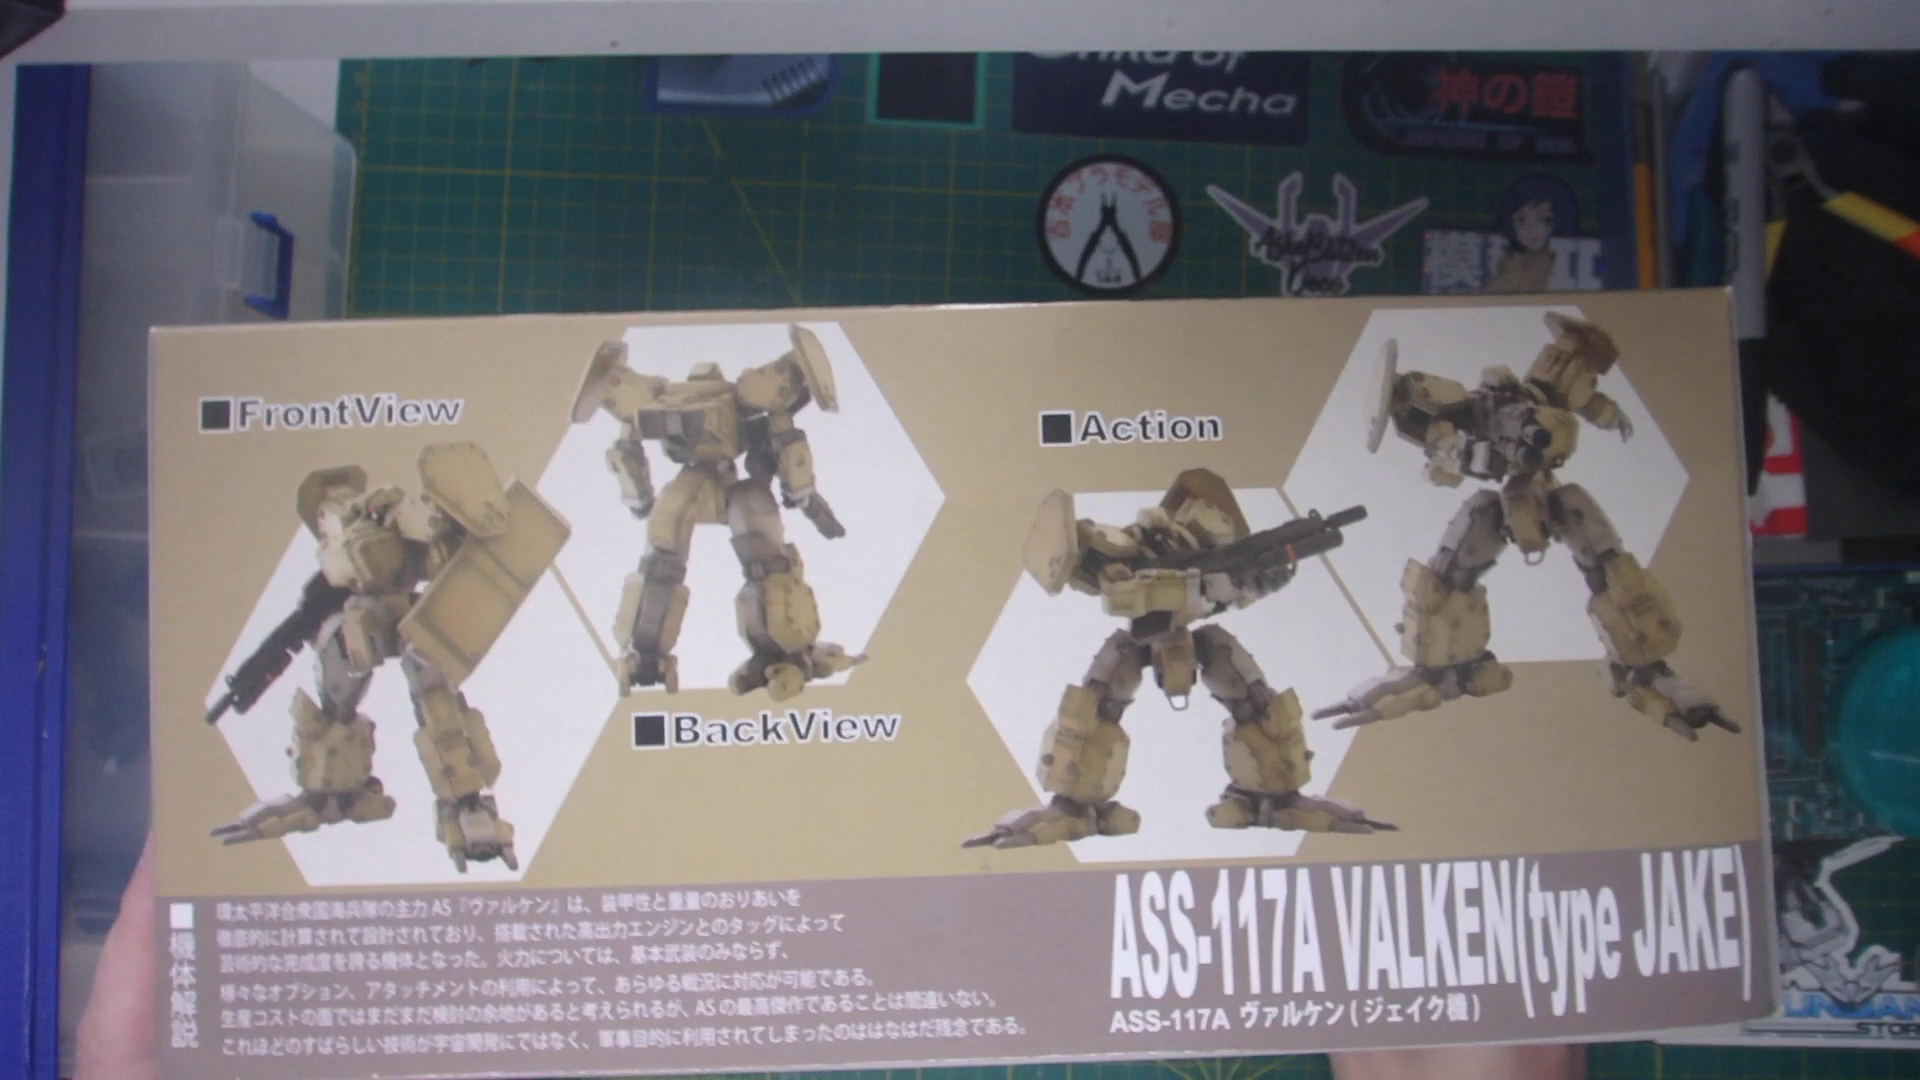 Child of
Mecha
神の鎧
プラモデル部
模
■FrontView
■Action
■BackView
■機体解説
環太平洋合衆国海兵隊の主力AS『ヴァルケン』は、装甲性と重量のおりあいを
徹底的に計算されて設計されており、搭載された高出力エンジンとのタッグによって
芸術的な完成度を誇る機体となった。火力については、基本武装のみならず、
様々なオプション、アタッチメントの利用によって、あらゆる戦況に対応が可能である。
生産コストの面ではまだまだ検討の余地があると考えられるが、ASの最高傑作であることは間違いない。
これほどのすばらしい技術が宇宙開発にではなく、軍事目的に利用されてしまったのははなはだ残念である。
ASS-117A VALKEN(type JAKE)
ASS-117A ヴァルケン(ジェイク機)